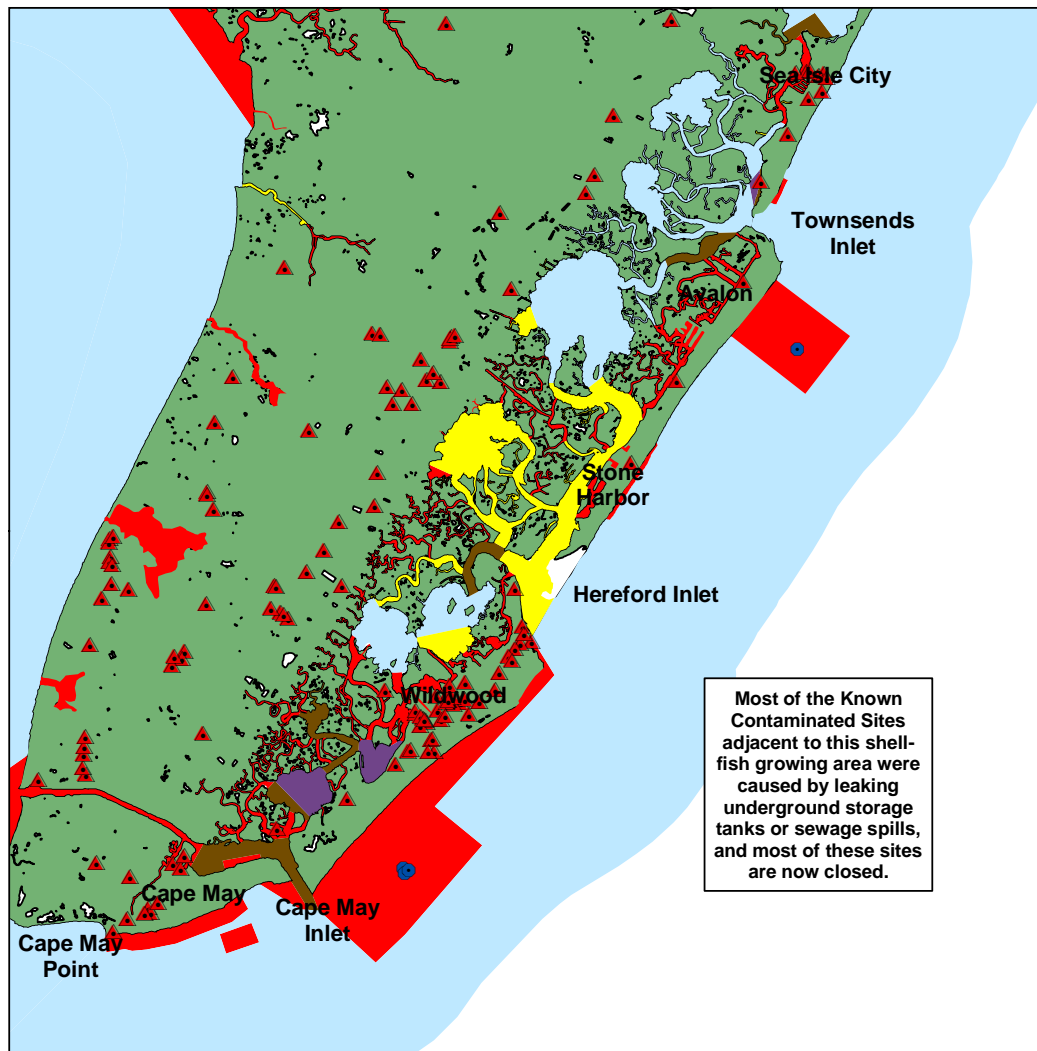 Sea Isle City
Townsends
Inlet
Avalon
Stone
Harbor
Hereford Inlet
Wildwood
Most of the Known
Contaminated Sites
adjacent to this shell-
fish growing area were
caused by leaking
underground storage
tanks or sewage spills,
and most of these sites
are now closed.
Cape May
Cape May
Inlet
Cape May
Point